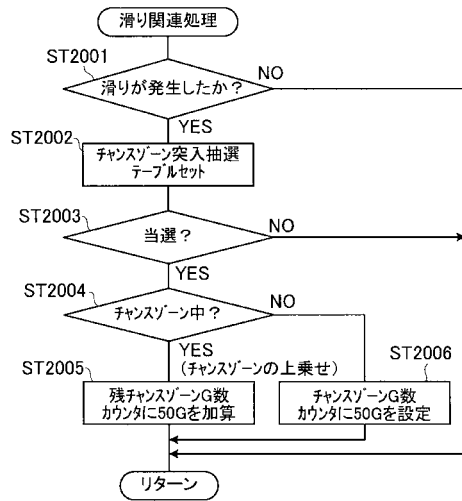 滑り関連処理
ST2001
滑りが発生したか？
NO
YES
ST2002
チャンスゾーン突入抽選
テーブルセット
ST2003
当選？
NO
YES
ST2004
チャンスゾーン中？
NO
YES
(チャンスゾーンの上乗せ)
ST2005
残チャンスゾーンG数
カウンタに50Gを加算
ST2006
チャンスゾーンG数
カウンタに50Gを設定
リターン